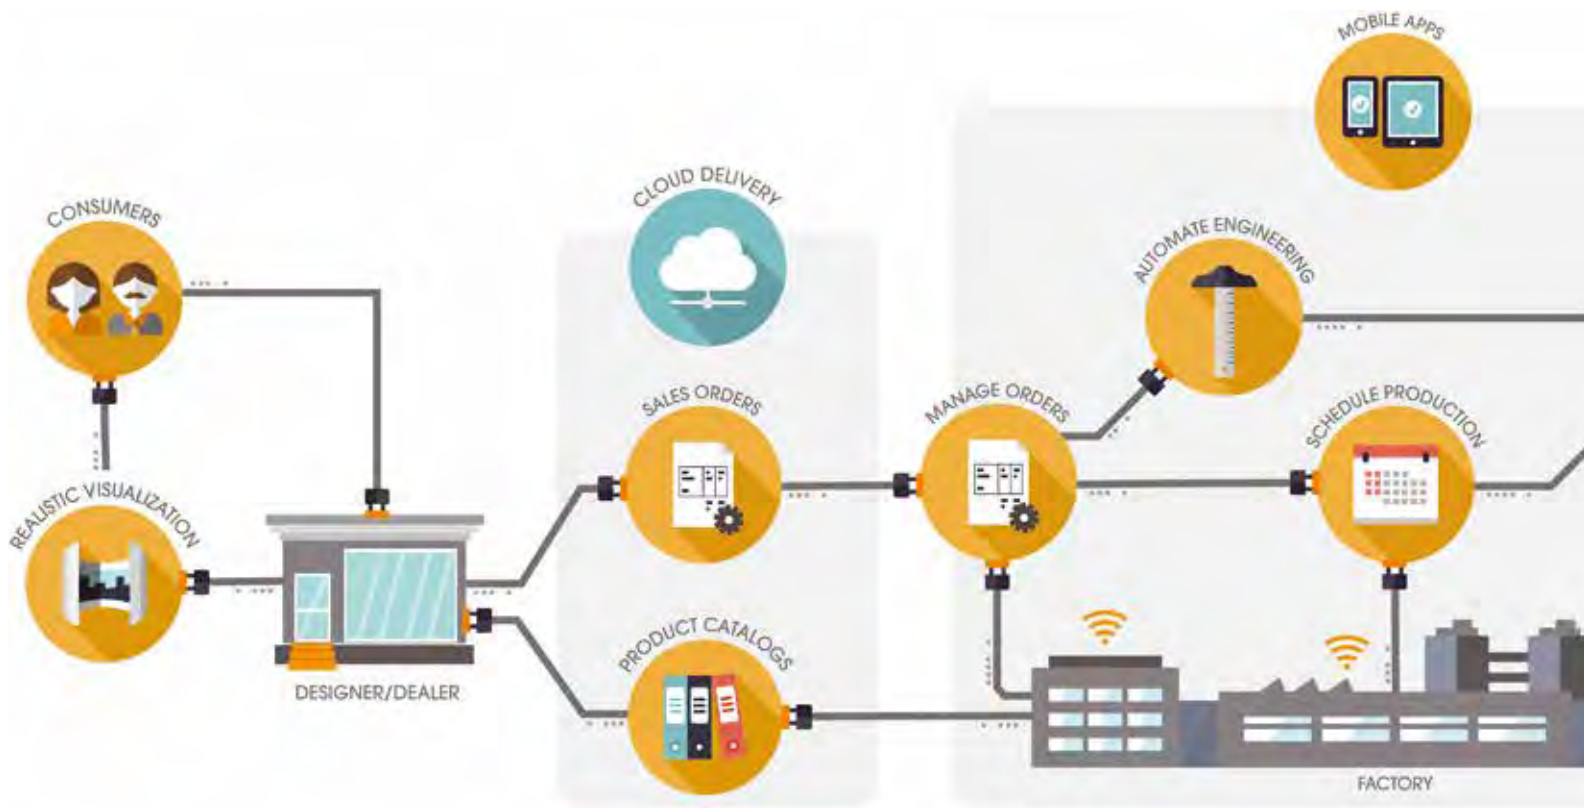 MOBILE APPS
CLOUD DELIVERY
CONSUMERS
AUTOMATE ENGINEERING
SALES ORDERS
MANAGE ORDERS
SCHEDULE PRODUCTION
REALISTIC VISUALIZATION
PRODUCT CATALOGS
DESIGNER/DEALER
FACTORY